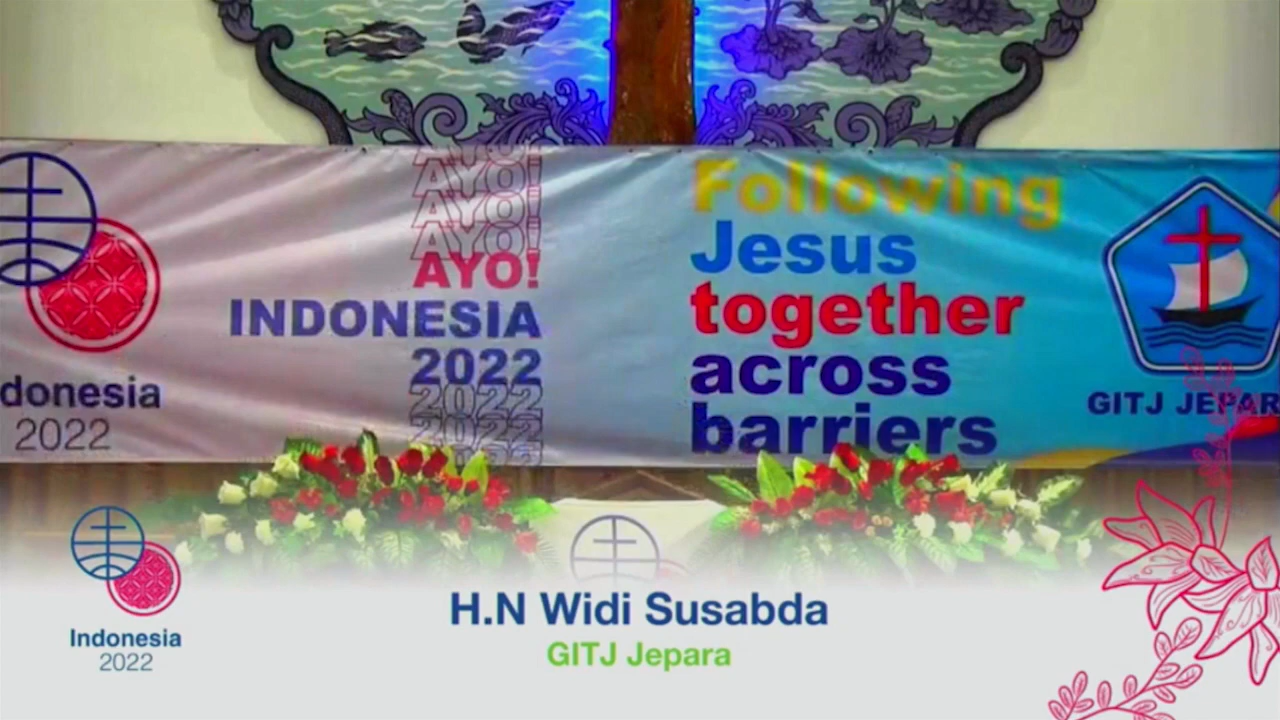 AYO!
AYO!
AYO!
AYO!
INDONESIA
2022
2022
2022
2022
Following
Jesus
together
across
barriers
donesia
2022
GITJ JEPAR
Indonesia
2022
H.N Widi Susabda
GITJ Jepara